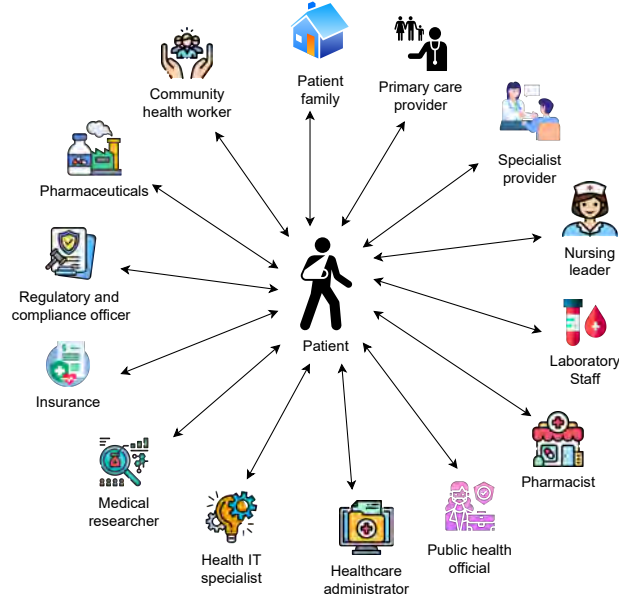 Community
health worker
Patient
family
Primary care
provider
Specialist
provider
Pharmaceuticals
Nursing
leader
Regulatory and
compliance officer
Patient
Laboratory
Staff
Insurance
Pharmacist
Medical
researcher
Health IT
specialist
Healthcare
administrator
Public health
official